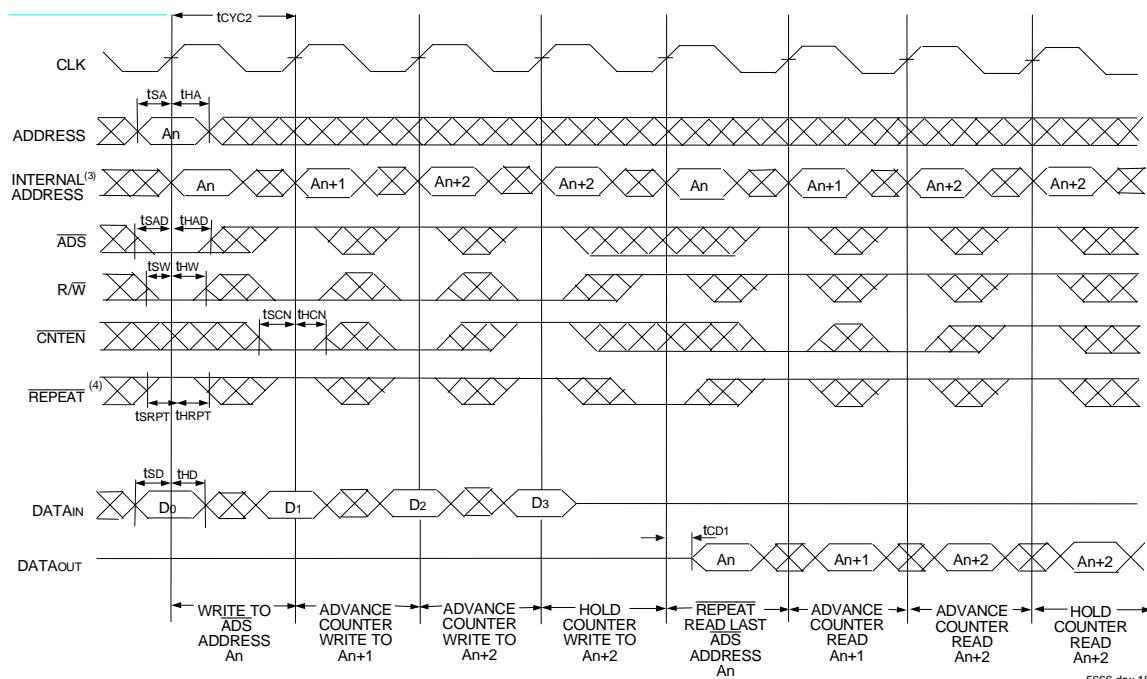 tCYC2
CLK
tSA tHA
ADDRESS An
INTERNAL(3) ADDRESS An An+1 An+2 An+2 An An+1 An+2 An+2
tSAD tHAD
ADS
tSW tHW
R/W
tSCN tHCN
CNTEN
REPEAT (4)
tSRPT tHRPT
tSD tHD
DATAIN D0 D1 D2 D3
tCD1
DATAOUT An An+1 An+2 An+2
WRITE TO ADS ADDRESS An
ADVANCE COUNTER WRITE TO An+1
ADVANCE COUNTER WRITE TO An+2
HOLD COUNTER WRITE TO An+2
REPEAT READ LAST ADS ADDRESS An
ADVANCE COUNTER READ An+1
ADVANCE COUNTER READ An+2
HOLD COUNTER READ An+2